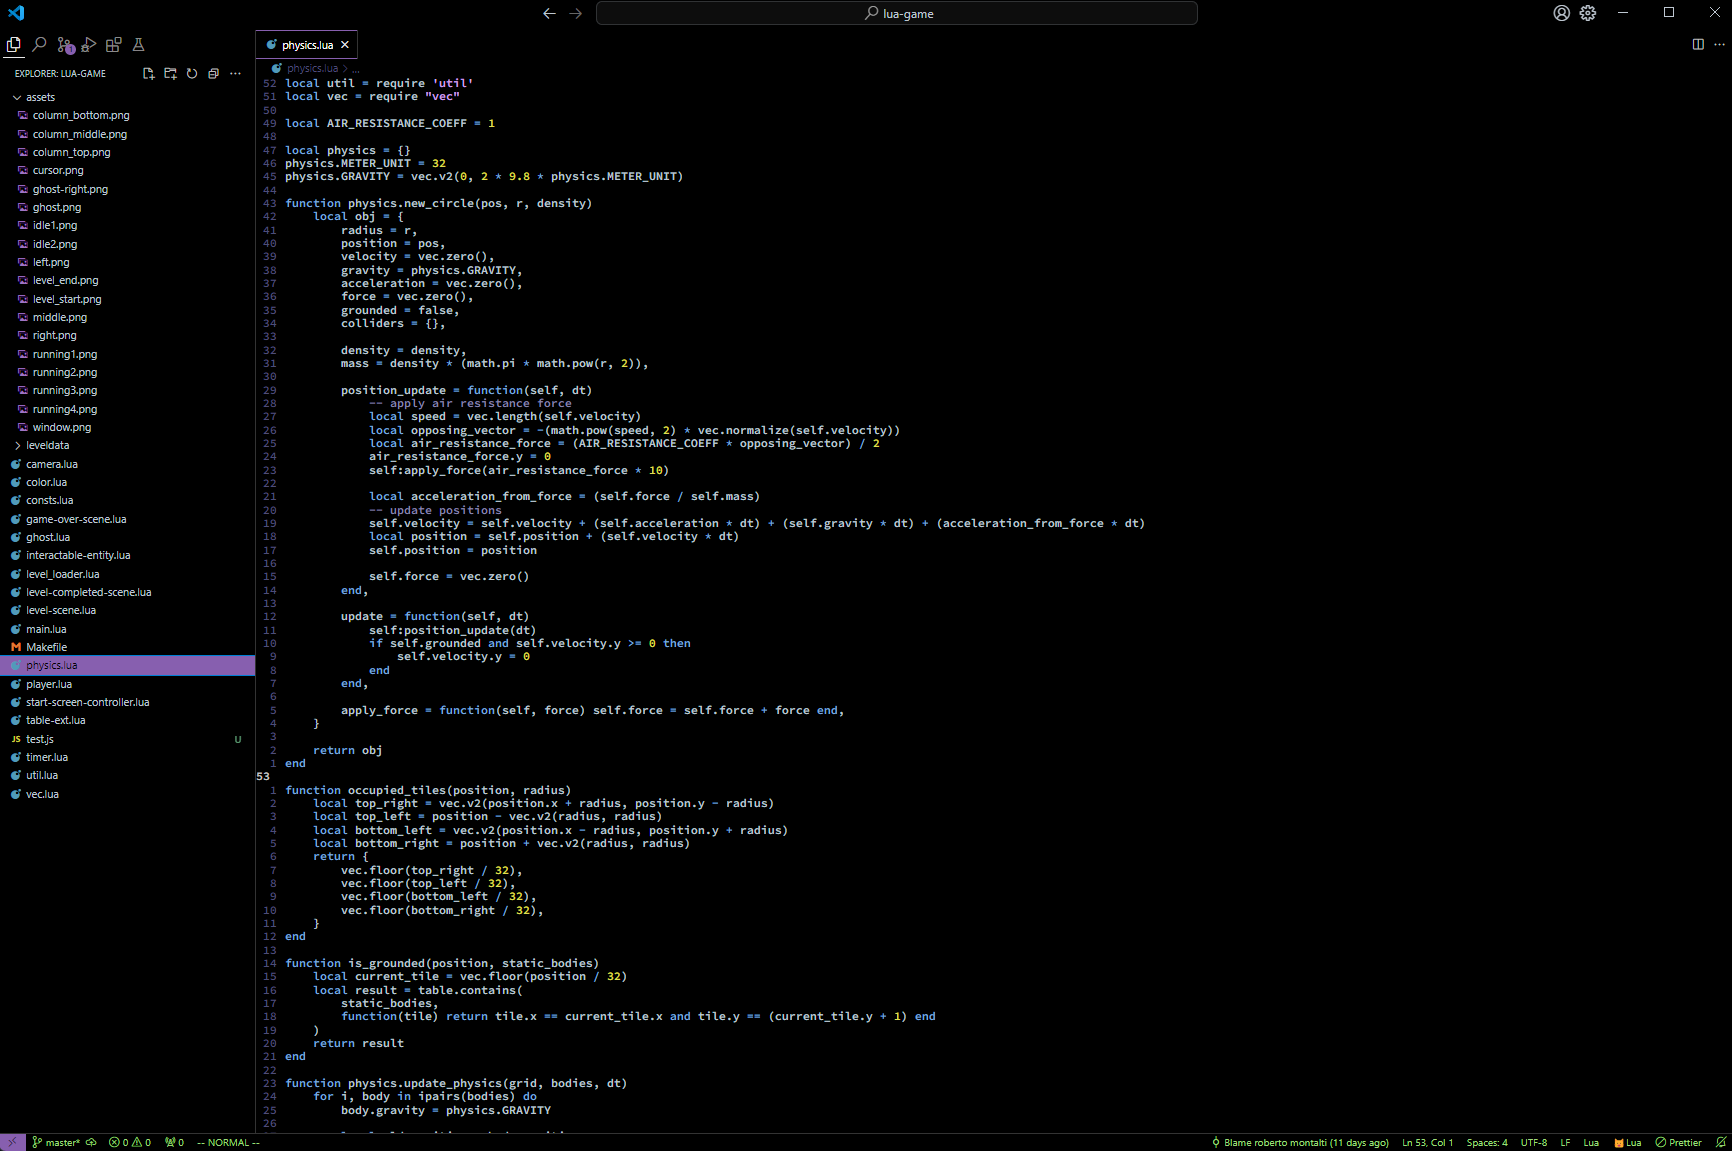 lua-game
EXPLORER: LUA-GAME
assets
column_bottom.png
column_middle.png
column_top.png
cursor.png
ghost-right.png
ghost.png
idle1.png
idle2.png
left.png
level_end.png
level_start.png
middle.png
right.png
running1.png
running2.png
running3.png
running4.png
window.png
leveldata
camera.lua
color.lua
consts.lua
game-over-scene.lua
ghost.lua
interactable-entity.lua
level_loader.lua
level-completed-scene.lua
level-scene.lua
main.lua
M Makefile
physics.lua
player.lua
start-screen-controller.lua
table-ext.lua
JS test.js U
timer.lua
util.lua
vec.lua
physics.lua
physics.lua > ...
52 local util = require 'util'
51 local vec = require "vec"
50
49 local AIR_RESISTANCE_COEFF = 1
48
47 local physics = {}
46 physics.METER_UNIT = 32
45 physics.GRAVITY = vec.v2(0, 2 * 9.8 * physics.METER_UNIT)
44
43 function physics.new_circle(pos, r, density)
42 local obj = {
41 radius = r,
40 position = pos,
39 velocity = vec.zero(),
38 gravity = physics.GRAVITY,
37 acceleration = vec.zero(),
36 force = vec.zero(),
35 grounded = false,
34 colliders = {},
33
32 density = density,
31 mass = density * (math.pi * math.pow(r, 2)),
30
29 position_update = function(self, dt)
28 -- apply air resistance force
27 local speed = vec.length(self.velocity)
26 local opposing_vector = -(math.pow(speed, 2) * vec.normalize(self.velocity))
25 local air_resistance_force = (AIR_RESISTANCE_COEFF * opposing_vector) / 2
24 air_resistance_force.y = 0
23 self:apply_force(air_resistance_force * 10)
22
21 local acceleration_from_force = (self.force / self.mass)
20 -- update positions
19 self.velocity = self.velocity + (self.acceleration * dt) + (self.gravity * dt) + (acceleration_from_force * dt)
18 local position = self.position + (self.velocity * dt)
17 self.position = position
16
15 self.force = vec.zero()
14 end,
13
12 update = function(self, dt)
11 self:position_update(dt)
10 if self.grounded and self.velocity.y >= 0 then
9 self.velocity.y = 0
8 end
7 end,
6
5 apply_force = function(self, force) self.force = self.force + force end,
4 }
3
2 return obj
1 end
53
1 function occupied_tiles(position, radius)
2 local top_right = vec.v2(position.x + radius, position.y - radius)
3 local top_left = position - vec.v2(radius, radius)
4 local bottom_left = vec.v2(position.x - radius, position.y + radius)
5 local bottom_right = position + vec.v2(radius, radius)
6 return {
7 vec.floor(top_right / 32),
8 vec.floor(top_left / 32),
9 vec.floor(bottom_left / 32),
10 vec.floor(bottom_right / 32),
11 }
12 end
13
14 function is_grounded(position, static_bodies)
15 local current_tile = vec.floor(position / 32)
16 local result = table.contains(
17 static_bodies,
18 function(tile) return tile.x == current_tile.x and tile.y == (current_tile.y + 1) end
19 )
20 return result
21 end
22
23 function physics.update_physics(grid, bodies, dt)
24 for i, body in ipairs(bodies) do
25 body.gravity = physics.GRAVITY
26
master* 0 0 0 -- NORMAL -- Blame roberto montalti (11 days ago) Ln 53, Col 1 Spaces: 4 UTF-8 LF Lua Lua Prettier